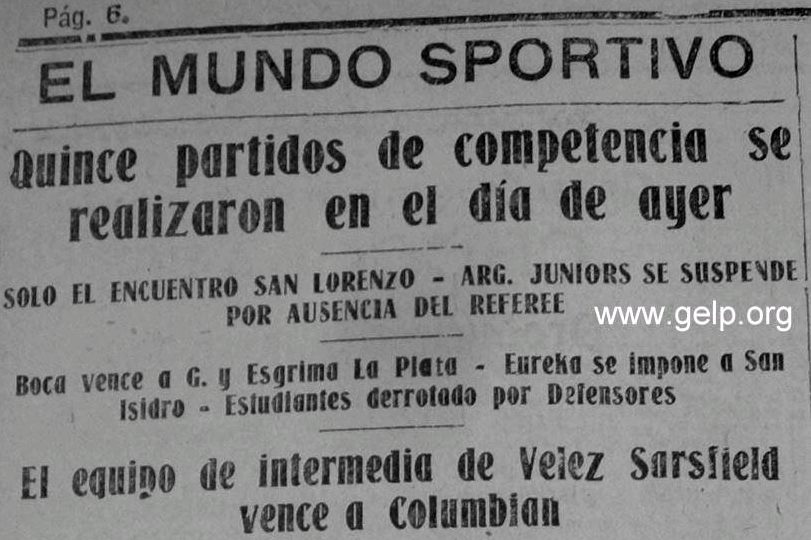 Pág. 6.
EL MUNDO SPORTIVO
Quince partidos de competencia se
realizaron en el día de ayer
SOLO EL ENCUENTRO SAN LORENZO - ARG. JUNIORS SE SUSPENDE
POR AUSENCIA DEL REFEREE
www.gelp.org
Boca vence a G. y Esgrima La Plata - Eureka se impone a San
Isidro - Estudiantes derrotado por Defensores
El equipo de intermedia de Velez Sarsfield
vence a Columbian